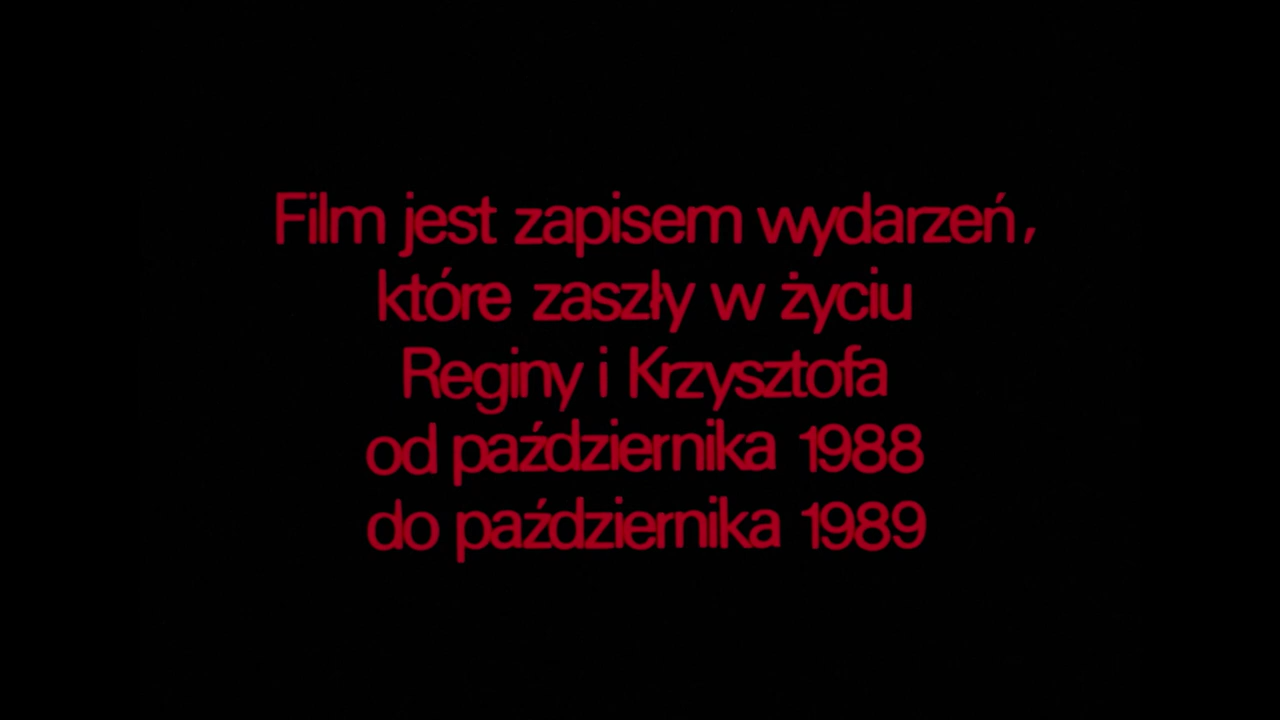 Film jest zapisem wydarzeń,
które zaszły w życiu
Reginy i Krzysztofa
od października 1988
do października 1989